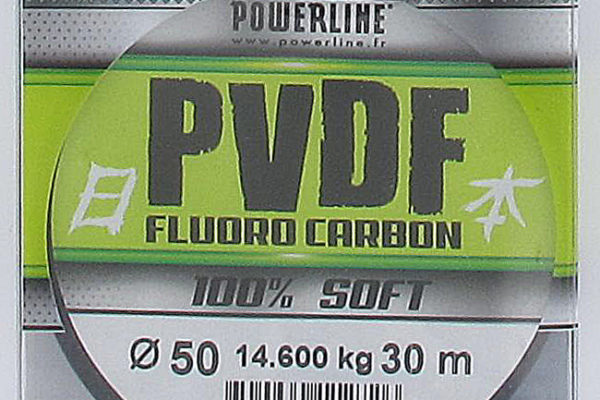 POWERLINE
www.powerline.fr
PVDF
日 本
FLUORO CARBON
100% SOFT
Ø 50 14.600 kg 30 m